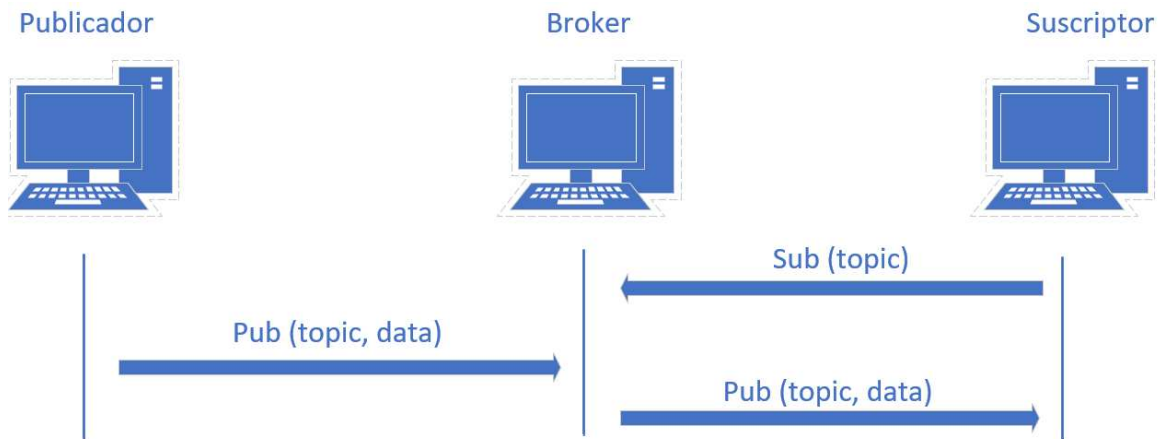 Publicador
Broker
Suscriptor
Sub (topic)
Pub (topic, data)
Pub (topic, data)